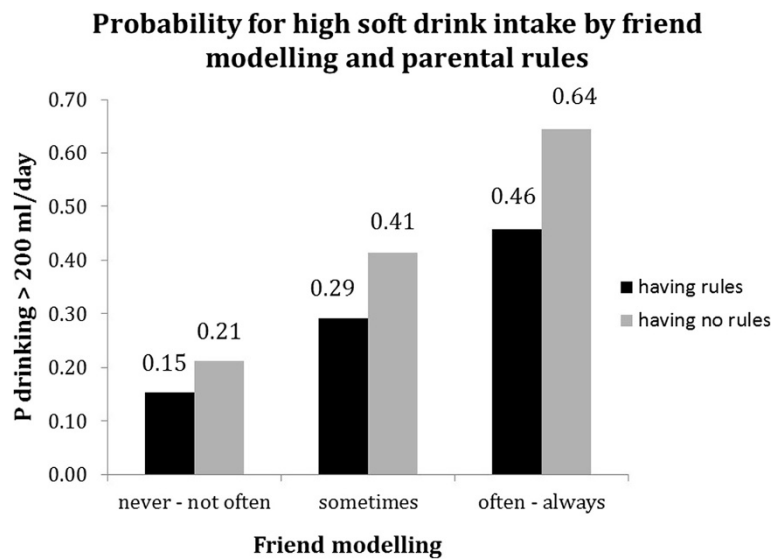 Probability for high soft drink intake by friend
modelling and parental rules
P drinking > 200 ml/day
0.70
0.60
0.50
0.40
0.30
0.20
0.10
0.00
0.15
0.21
0.29
0.41
0.46
0.64
having rules
having no rules
never - not often
sometimes
often - always
Friend modelling